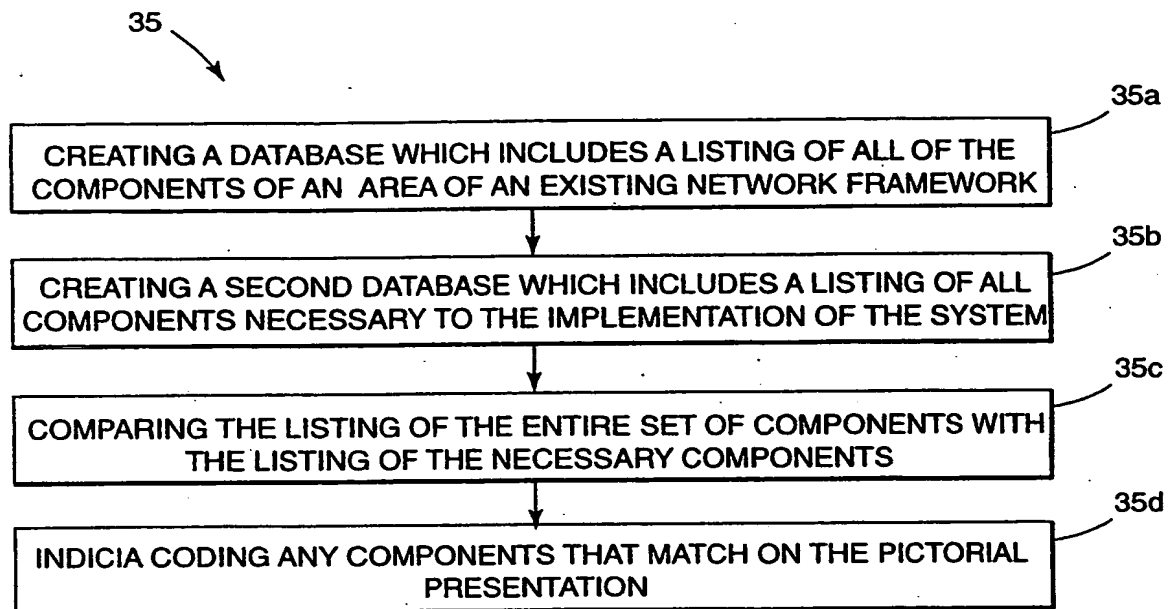 35
35a
CREATING A DATABASE WHICH INCLUDES A LISTING OF ALL OF THE
COMPONENTS OF AN AREA OF AN EXISTING NETWORK FRAMEWORK
35b
CREATING A SECOND DATABASE WHICH INCLUDES A LISTING OF ALL
COMPONENTS NECESSARY TO THE IMPLEMENTATION OF THE SYSTEM
35c
COMPARING THE LISTING OF THE ENTIRE SET OF COMPONENTS WITH
THE LISTING OF THE NECESSARY COMPONENTS
35d
INDICIA CODING ANY COMPONENTS THAT MATCH ON THE PICTORIAL
PRESENTATION